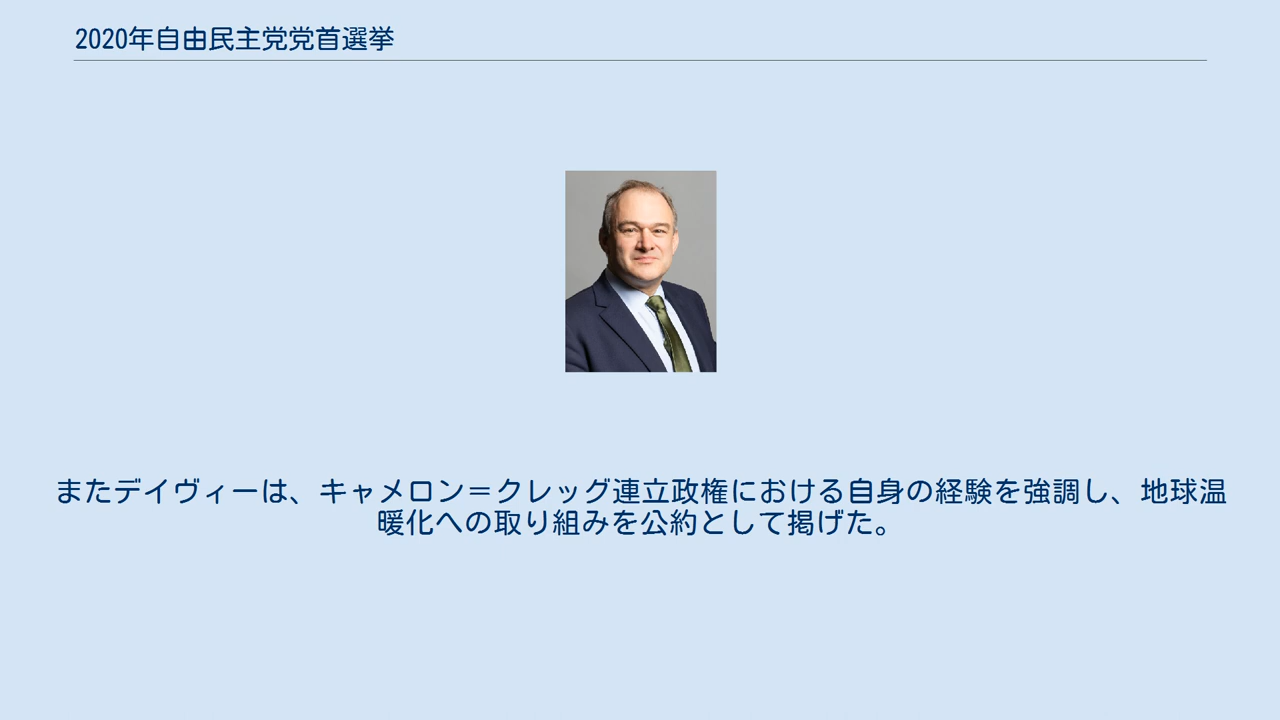 2020年自由民主党党首選挙
またデイヴィーは、キャメロン＝クレッグ連立政権における自身の経験を強調し、地球温
暖化への取り組みを公約として掲げた。